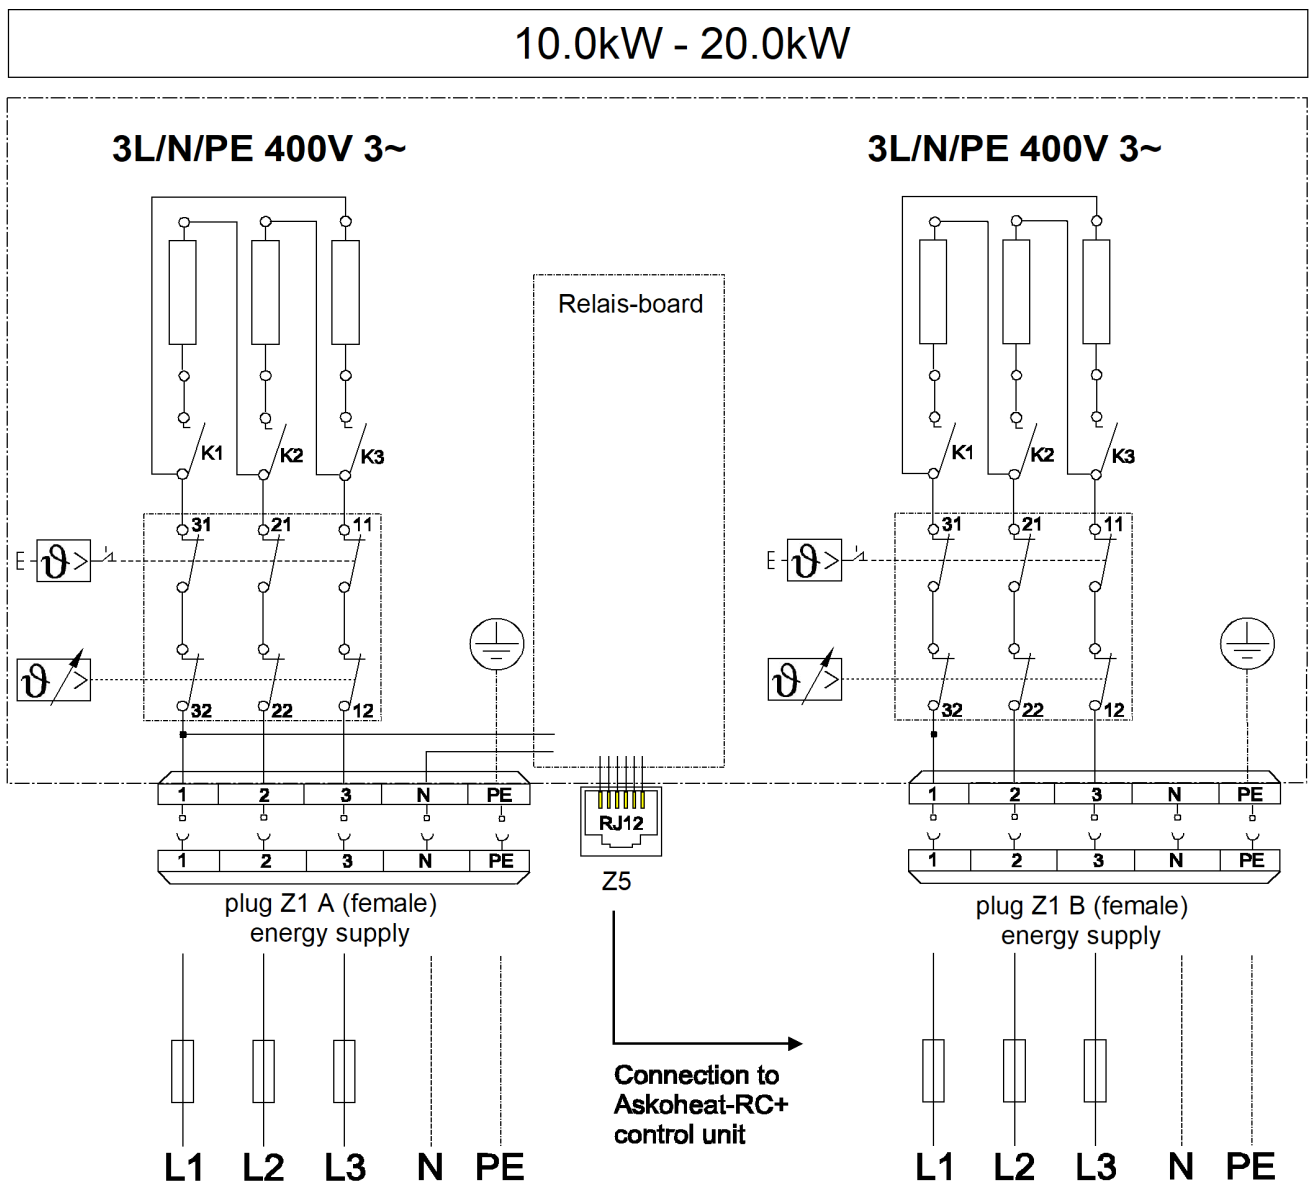 10.0kW - 20.0kW
3L/N/PE 400V 3~ 3L/N/PE 400V 3~
Relais-board
K1 K2 K3 K1 K2 K3
31 21 11 31 21 11
ϑ > ϑ >
ϑ > ϑ >
32 22 12 32 22 12
1 2 3 N PE 1 2 3 N PE
RJ12
1 2 3 N PE 1 2 3 N PE
Z5
plug Z1 A (female) plug Z1 B (female)
energy supply energy supply
Connection to
Askoheat-RC+
control unit
L1 L2 L3 N PE L1 L2 L3 N PE